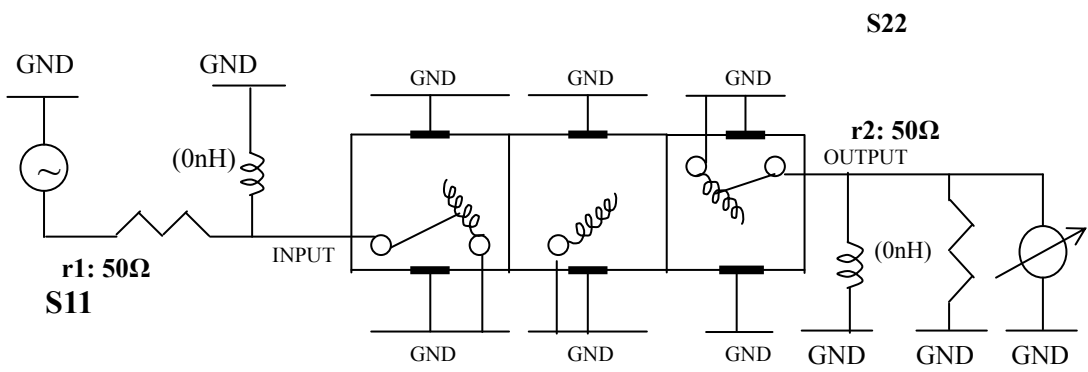 S22
GND
GND
GND
GND
GND
r2: 50Ω
OUTPUT
(0nH)
~
INPUT
r1: 50Ω
S11
(0nH)
GND
GND
GND
GND
GND
GND